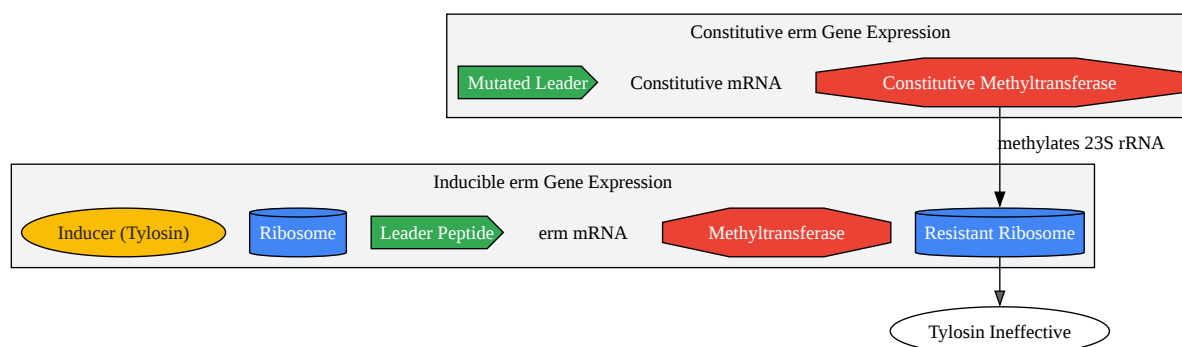 Constitutive erm Gene Expression
Mutated Leader
Constitutive mRNA
Constitutive Methyltransferase
methylates 23S rRNA
Inducible erm Gene Expression
Inducer (Tylosin)
Ribosome
Leader Peptide
erm mRNA
Methyltransferase
Resistant Ribosome
Tylosin Ineffective